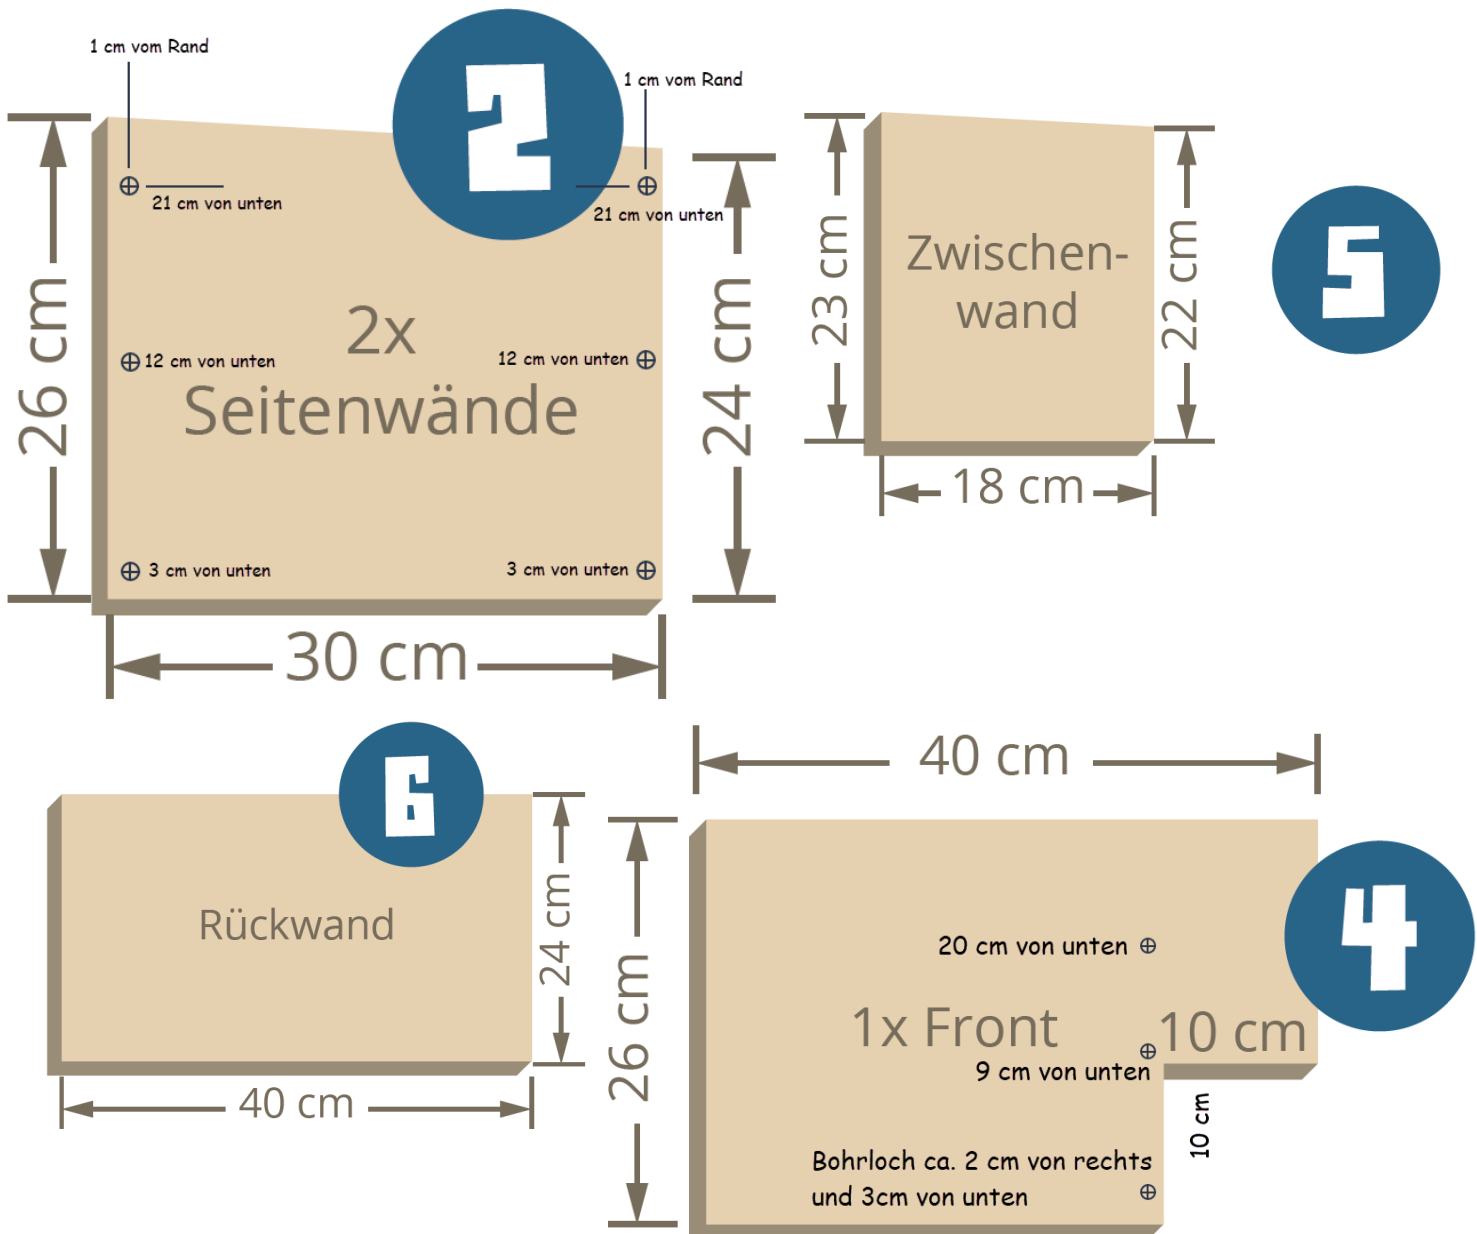 1 cm vom Rand
2
1 cm vom Rand
21 cm von unten
21 cm von unten
26 cm
24 cm
2x
Seitenwände
12 cm von unten
12 cm von unten
3 cm von unten
3 cm von unten
30 cm
23 cm
Zwischen-
wand
22 cm
18 cm
5
6
Rückwand
24 cm
40 cm
40 cm
4
26 cm
20 cm von unten
1x Front
10 cm
9 cm von unten
10 cm
Bohrloch ca. 2 cm von rechts
und 3cm von unten